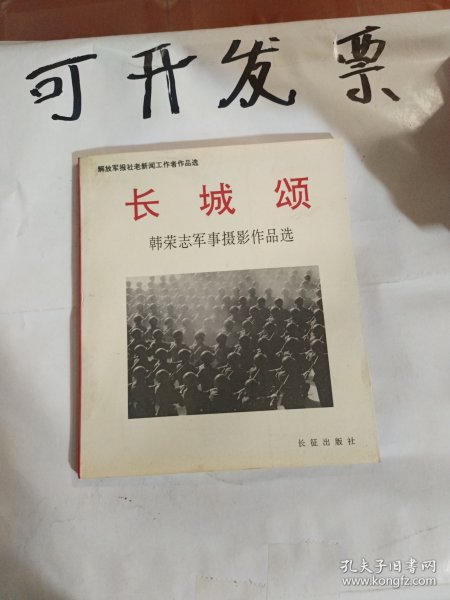 可开发票
解放军报社老新闻工作者作品选
长城颂
韩荣志军事摄影作品选
长征出版社
孔夫子旧书网
www.kongfz.com